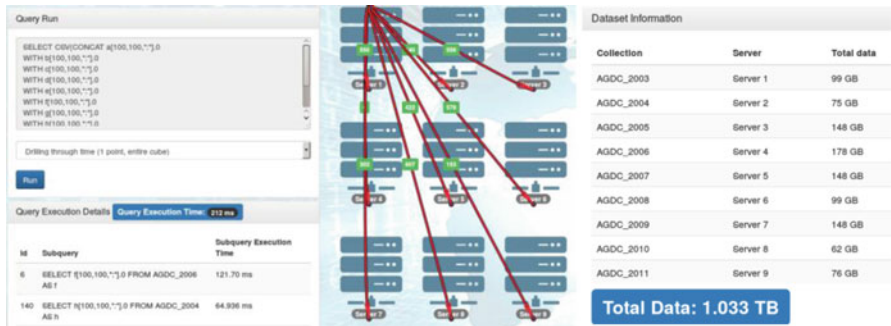 Query Run
SELECT CSV(CONCAT a[100,100,"*"].0
WITH b[100,100,"*"].0
WITH c[100,100,"*"].0
WITH d[100,100,"*"].0
WITH e[100,100,"*"].0
WITH f[100,100,"*"].0
WITH g[100,100,"*"].0
WITH h[100,100,"*"].0
Drilling through time (1 point, entire cube)
Run
Query Execution Details Query Execution Time: 212 ms
Id Subquery Subquery Execution Time
6 SELECT f[100,100,"*"].0 FROM AGDC_2006 AS f 121.70 ms
140 SELECT h[100,100,"*"].0 FROM AGDC_2004 AS h 64.936 ms
Server 1 Server 2 Server 3
Server 4 Server 5 Server 6
Server 7 Server 8 Server 9
Dataset Information
Collection Server Total data
AGDC_2003 Server 1 99 GB
AGDC_2004 Server 2 75 GB
AGDC_2005 Server 3 148 GB
AGDC_2006 Server 4 178 GB
AGDC_2007 Server 5 148 GB
AGDC_2008 Server 6 99 GB
AGDC_2009 Server 7 148 GB
AGDC_2010 Server 8 62 GB
AGDC_2011 Server 9 76 GB
Total Data: 1.033 TB